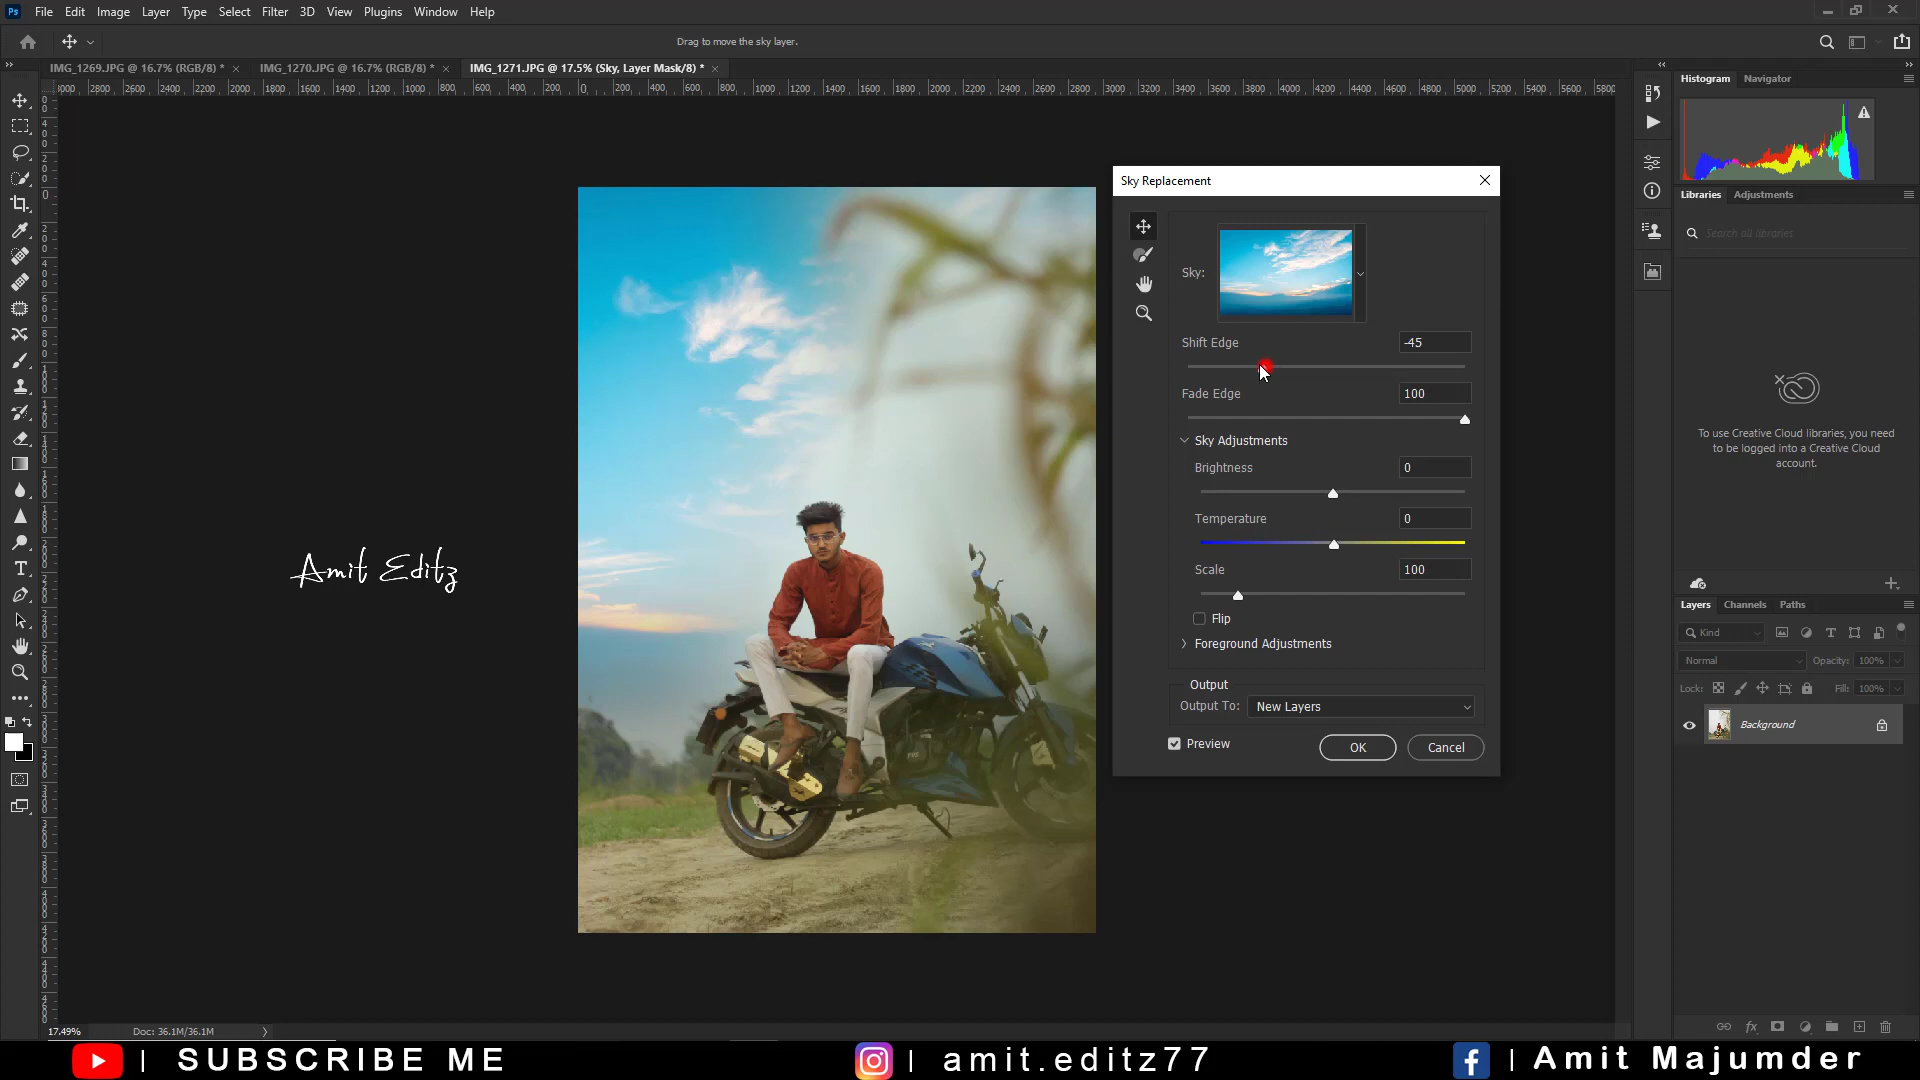 Ps File Edit Image Layer Type Select Filter 3D View Plugins Window Help
Drag to move the sky layer.
IMG_1269.JPG @ 16.7% (RGB/8) * × IMG_1270.JPG @ 16.7% (RGB/8) * × IMG_1271.JPG @ 17.5% (Sky, Layer Mask/8) * ×
Histogram Navigator
Sky Replacement
Sky:
Shift Edge -45
Fade Edge 100
Sky Adjustments
Brightness 0
Temperature 0
Scale 100
Flip
Foreground Adjustments
Output
Output To: New Layers
Preview OK Cancel
Libraries Adjustments
Search all libraries
To use Creative Cloud libraries, you need
to be logged into a Creative Cloud
account.
Layers Channels Paths
Kind
Normal Opacity: 100%
Lock: Fill: 100%
Background
Amit Editz
17.49% Doc: 36.1M/36.1M
| SUBSCRIBE ME | amit.editz77 | Amit Majumder